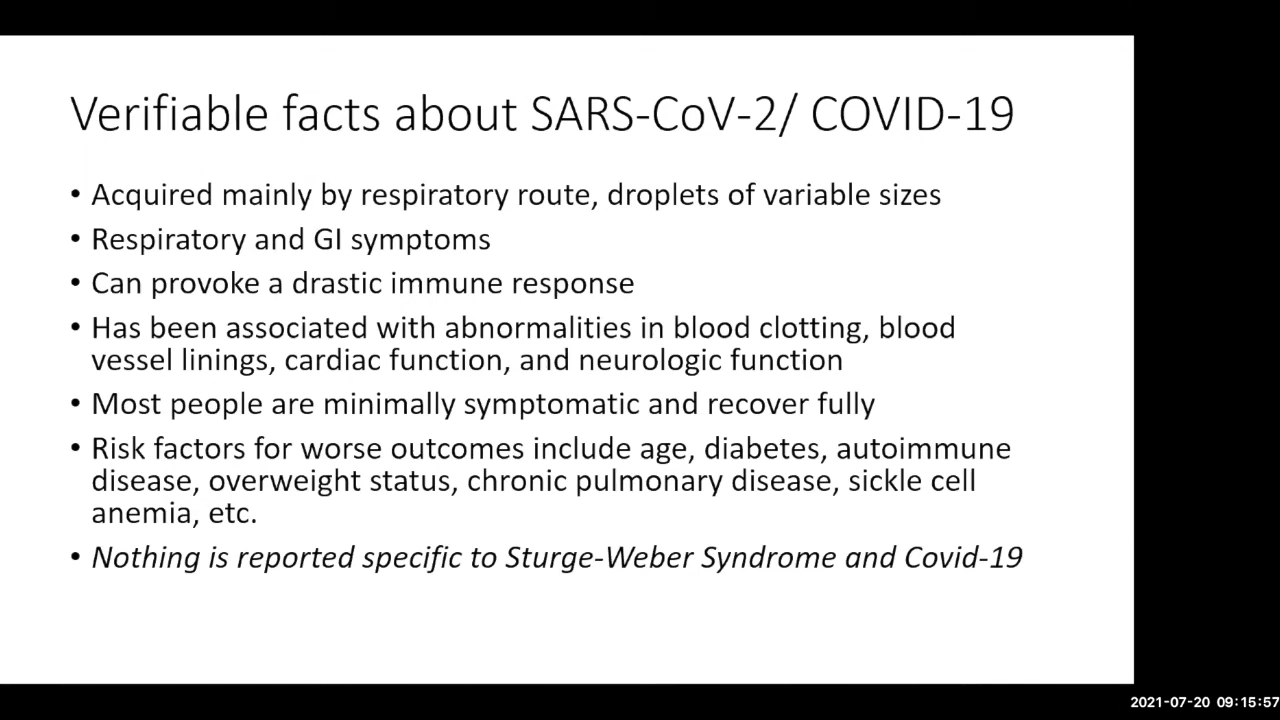 Verifiable facts about SARS-CoV-2/ COVID-19
• Acquired mainly by respiratory route, droplets of variable sizes
• Respiratory and GI symptoms
• Can provoke a drastic immune response
• Has been associated with abnormalities in blood clotting, blood
vessel linings, cardiac function, and neurologic function
• Most people are minimally symptomatic and recover fully
• Risk factors for worse outcomes include age, diabetes, autoimmune
disease, overweight status, chronic pulmonary disease, sickle cell
anemia, etc.
• Nothing is reported specific to Sturge-Weber Syndrome and Covid-19
2021-07-20 09:15:57